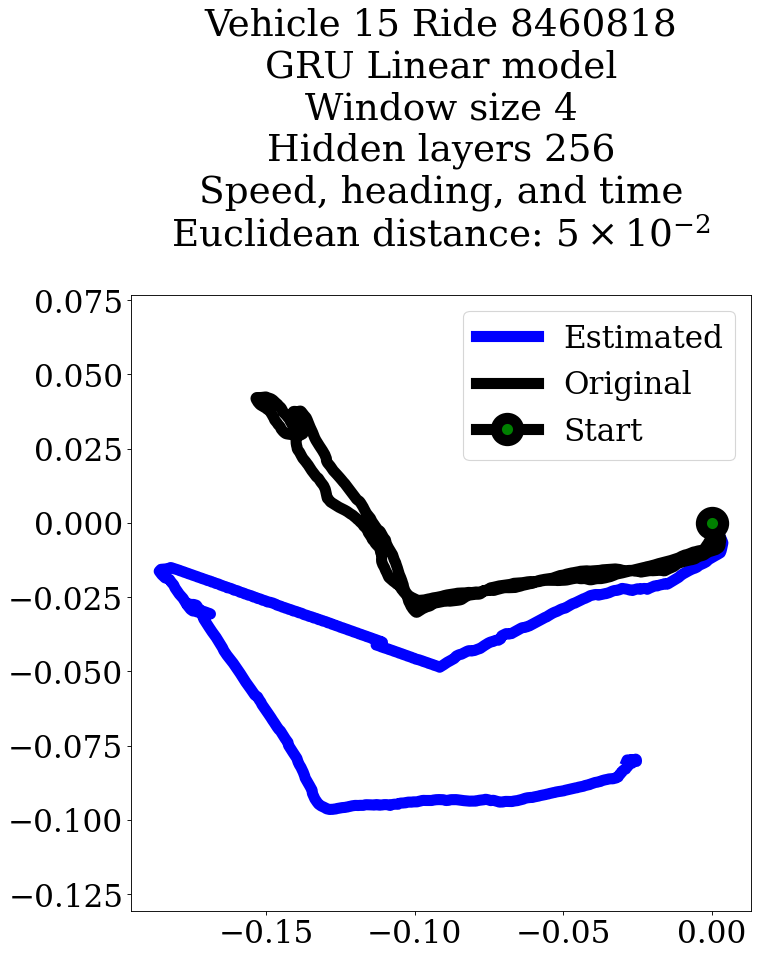 Vehicle 15 Ride 8460818
GRU Linear model
Window size 4
Hidden layers 256
Speed, heading, and time
Euclidean distance: 5 × 10⁻²
Estimated
Original
Start
0.075
0.050
0.025
0.000
−0.025
−0.050
−0.075
−0.100
−0.125
−0.15 −0.10 −0.05 0.00